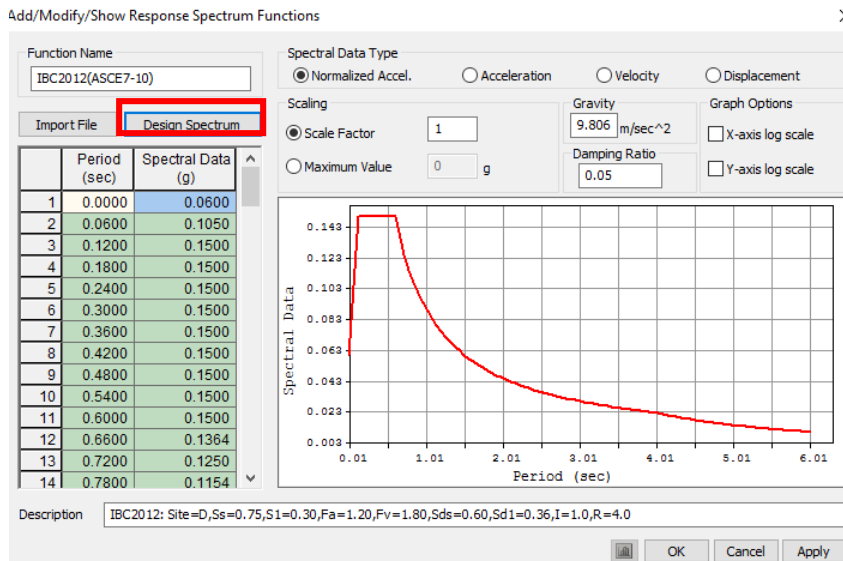 Add/Modify/Show Response Spectrum Functions
Function Name
IBC2012(ASCE7-10)
Import File
Design Spectrum
Spectral Data Type
Normalized Accel.
Acceleration
Velocity
Displacement
Scaling
Scale Factor
1
Maximum Value
0
g
Gravity
9.806 m/sec^2
Damping Ratio
0.05
Graph Options
X-axis log scale
Y-axis log scale
Period (sec) Spectral Data (g)
1 0.0000 0.0600
2 0.0600 0.1050
3 0.1200 0.1500
4 0.1800 0.1500
5 0.2400 0.1500
6 0.3000 0.1500
7 0.3600 0.1500
8 0.4200 0.1500
9 0.4800 0.1500
10 0.5400 0.1500
11 0.6000 0.1500
12 0.6600 0.1364
13 0.7200 0.1250
14 0.7800 0.1154
Spectral Data
0.143
0.123
0.103
0.083
0.063
0.043
0.023
0.003
0.01 1.01 2.01 3.01 4.01 5.01 6.01
Period (sec)
Description
IBC2012: Site=D,Ss=0.75,S1=0.30,Fa=1.20,Fv=1.80,Sds=0.60,Sd1=0.36,I=1.0,R=4.0
OK
Cancel
Apply